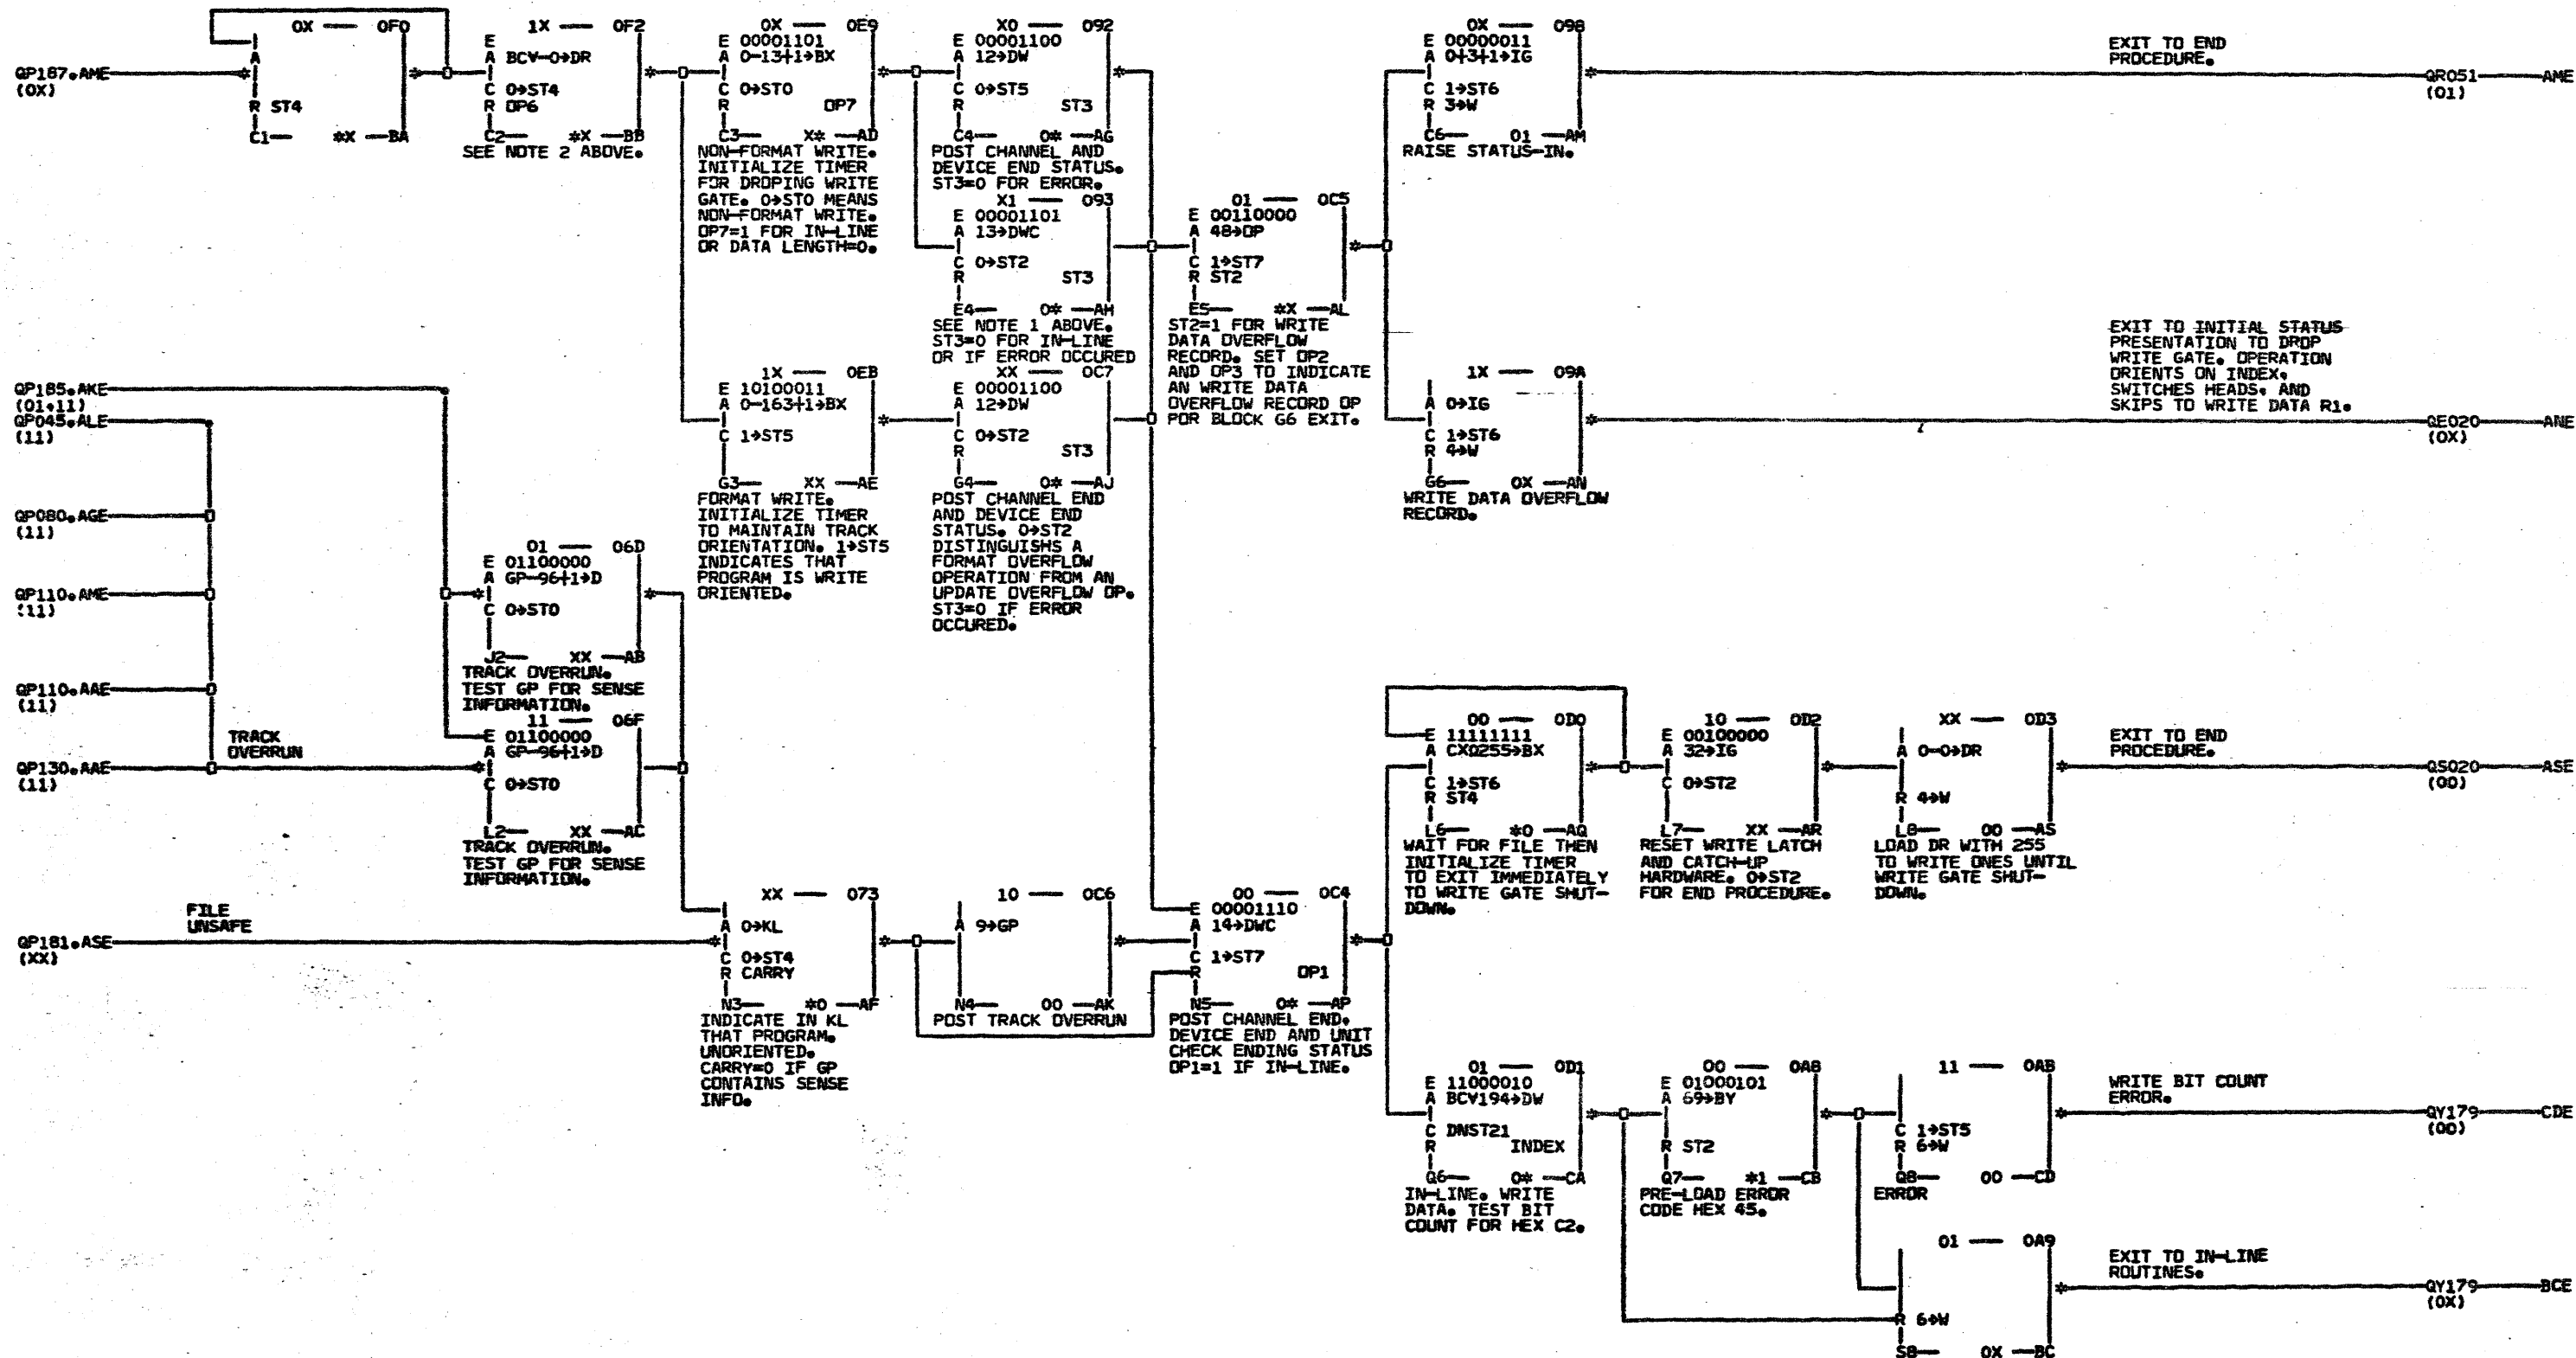 QP187.AME
(0X)
0X — 0F0
A
R ST4
C1— *X —BA
1X — 0F2
E
A BC∀-0→DR
C 0→ST4
R OP6
C2— *X —BB
SEE NOTE 2 ABOVE.
0X — 0E9
E 00001101
A 0-13+1→BX
C 0→ST0
R OP7
C3— X* —AD
NON-FORMAT WRITE.
INITIALIZE TIMER
FOR DROPING WRITE
GATE. 0→ST0 MEANS
NON-FORMAT WRITE.
OP7=1 FOR IN-LINE
OR DATA LENGTH=0.
X0 — 092
E 00001100
A 12→DW
C 0→ST5
R ST3
C4— 0* —AG
POST CHANNEL AND
DEVICE END STATUS.
ST3=0 FOR ERROR.
X1 — 093
E 00001101
A 13→DWC
C 0→ST2
R ST3
E4— 0* —AH
SEE NOTE 1 ABOVE.
ST3=0 FOR IN-LINE
OR IF ERROR OCCURED
01 — 0C5
E 00110000
A 48→OP
C 1→ST7
R ST2
E5— *X —AL
ST2=1 FOR WRITE
DATA OVERFLOW
RECORD. SET OP2
AND OP3 TO INDICATE
AN WRITE DATA
OVERFLOW RECORD OP
FOR BLOCK G6 EXIT.
0X — 098
E 00000011
A 0+3+1→IG
C 1→ST6
R 3→W
C6— 01 —AM
RAISE STATUS-IN.
EXIT TO END
PROCEDURE.
QR051 —AME
(01)
1X — 09A
A 0→IG
C 1→ST6
R 4→W
G6— 0X —AN
WRITE DATA OVERFLOW
RECORD.
EXIT TO INITIAL STATUS
PRESENTATION TO DROP
WRITE GATE. OPERATION
ORIENTS ON INDEX,
SWITCHES HEADS, AND
SKIPS TO WRITE DATA R1.
QE020 —ANE
(0X)
1X — 0EB
E 10100011
A 0-163+1→BX
C 1→ST5
G3— XX —AE
FORMAT WRITE.
INITIALIZE TIMER
TO MAINTAIN TRACK
ORIENTATION. 1→ST5
INDICATES THAT
PROGRAM IS WRITE
ORIENTED.
XX — 0C7
E 00001100
A 12→DW
C 0→ST2
R ST3
G4— 0* —AJ
POST CHANNEL END
AND DEVICE END
STATUS. 0→ST2
DISTINGUISHS A
FORMAT OVERFLOW
OPERATION FROM AN
UPDATE OVERFLOW OP.
ST3=0 IF ERROR
OCCURED.
QP185.AKE
(01,11)
QP045.ALE
(11)
QP080.AGE
(11)
QP110.AME
(11)
QP110.AAE
(11)
QP130.AAE
(11)
TRACK
OVERRUN
01 — 06D
E 01100000
A GP-96+1→D
C 0→ST0
J2— XX —AB
TRACK OVERRUN.
TEST GP FOR SENSE
INFORMATION.
11 — 06F
E 01100000
A GP-96+1→D
C 0→ST0
L2— XX —AC
TRACK OVERRUN.
TEST GP FOR SENSE
INFORMATION.
FILE
UNSAFE
QP181.ASE
(XX)
XX — 073
A 0→KL
C 0→ST4
R CARRY
N3— *0 —AF
INDICATE IN KL
THAT PROGRAM.
UNORIENTED.
CARRY=0 IF GP
CONTAINS SENSE
INFO.
10 — 0C6
A 9→GP
N4— 00 —AK
POST TRACK OVERRUN
00 — 0C4
E 00001110
A 14→DWC
C 1→ST7
R OP1
N5— 0* —AP
POST CHANNEL END.
DEVICE END AND UNIT
CHECK ENDING STATUS
OP1=1 IF IN-LINE.
00 — 0D0
E 11111111
A CXΩ255→BX
C 1→ST6
R ST4
L6— *0 —AQ
WAIT FOR FILE THEN
INITIALIZE TIMER
TO EXIT IMMEDIATELY
TO WRITE GATE SHUT-
DOWN.
10 — 0D2
E 00100000
A 32→IG
C 0→ST2
L7— XX —AR
RESET WRITE LATCH
AND CATCH-UP
HARDWARE. 0→ST2
FOR END PROCEDURE.
XX — 0D3
A 0-0→DR
R 4→W
L8— 00 —AS
LOAD DR WITH 255
TO WRITE ONES UNTIL
WRITE GATE SHUT-
DOWN.
EXIT TO END
PROCEDURE.
QS020 —ASE
(00)
01 — 0D1
E 11000010
A BC∀194→DW
C DNST21
R INDEX
Q6— 0* —CA
IN-LINE. WRITE
DATA. TEST BIT
COUNT FOR HEX C2.
00 — 0A8
E 01000101
A 69→BY
R ST2
Q7— *1 —CB
PRE-LOAD ERROR
CODE HEX 45.
11 — 0AB
C 1→ST5
R 6→W
Q8— 00 —CD
ERROR
WRITE BIT COUNT
ERROR.
QY179 —CDE
(00)
01 — 0A9
R 6→W
S8— 0X —BC
EXIT TO IN-LINE
ROUTINES.
QY179 —BCE
(0X)